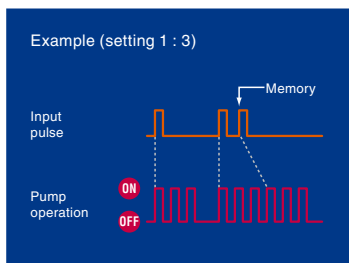 Example (setting 1 : 3)
Memory
Input
pulse
ON
Pump
operation
OFF